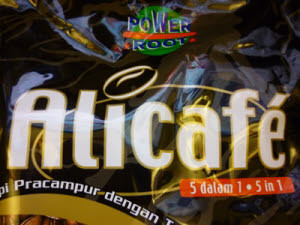 POWER
ROOT
Alicafé
5 dalam 1 • 5 in 1
pi Pracampur dengan T